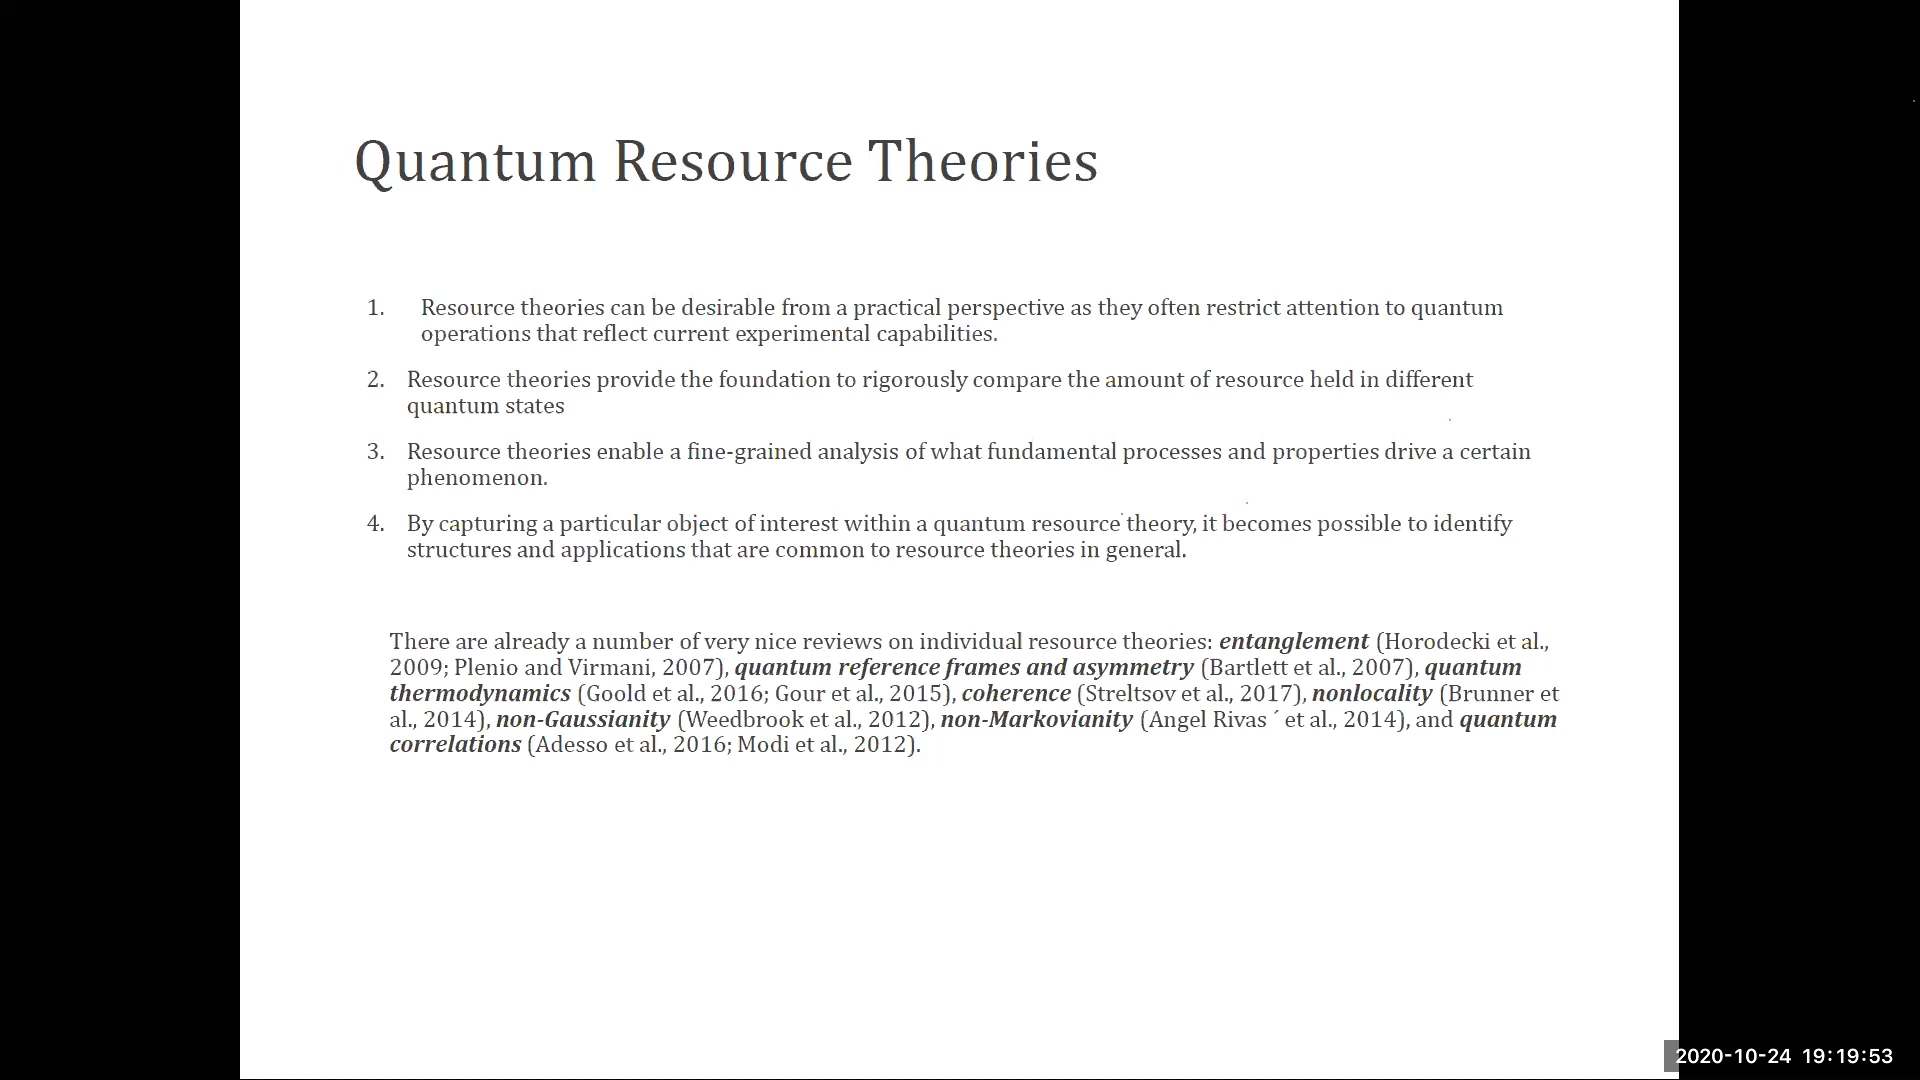 Quantum Resource Theories
1. Resource theories can be desirable from a practical perspective as they often restrict attention to quantum
operations that reflect current experimental capabilities.
2. Resource theories provide the foundation to rigorously compare the amount of resource held in different
quantum states
3. Resource theories enable a fine-grained analysis of what fundamental processes and properties drive a certain
phenomenon.
4. By capturing a particular object of interest within a quantum resource theory, it becomes possible to identify
structures and applications that are common to resource theories in general.
There are already a number of very nice reviews on individual resource theories: entanglement (Horodecki et al.,
2009; Plenio and Virmani, 2007), quantum reference frames and asymmetry (Bartlett et al., 2007), quantum
thermodynamics (Goold et al., 2016; Gour et al., 2015), coherence (Streltsov et al., 2017), nonlocality (Brunner et
al., 2014), non-Gaussianity (Weedbrook et al., 2012), non-Markovianity (Angel Rivas ´ et al., 2014), and quantum
correlations (Adesso et al., 2016; Modi et al., 2012).
2020-10-24 19:19:53